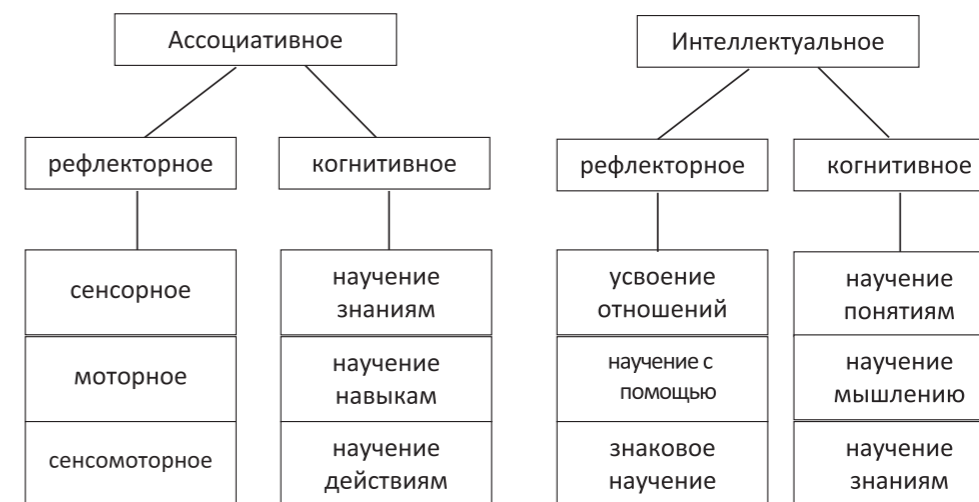 Ассоциативное
Интеллектуальное
рефлекторное
когнитивное
рефлекторное
когнитивное
сенсорное
моторное
сенсомоторное
научение
знаниям
научение
навыкам
научение
действиям
усвоение
отношений
научение с
помощью
знаковое
научение
научение
понятиям
научение
мышлению
научение
знаниям